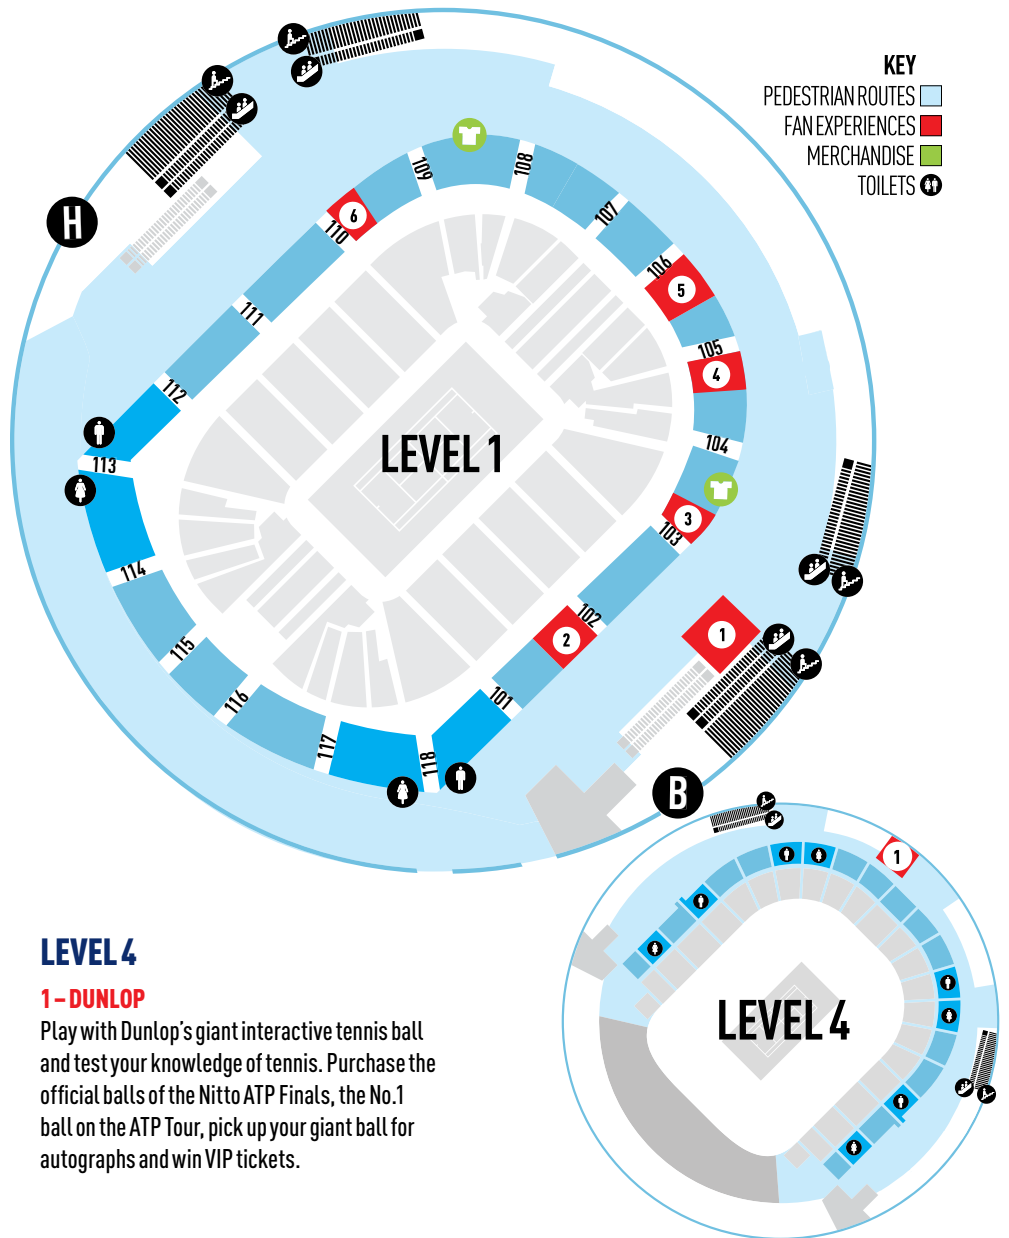 KEY
PEDESTRIAN ROUTES
FAN EXPERIENCES
MERCHANDISE
TOILETS
H
109
108
6
110
107
106
5
111
105
4
112
104
LEVEL 1
113
3
103
114
102
1
2
115
101
116
117
118
B
1
LEVEL 4
LEVEL 4
1 – DUNLOP
Play with Dunlop's giant interactive tennis ball
and test your knowledge of tennis. Purchase the
official balls of the Nitto ATP Finals, the No.1
ball on the ATP Tour, pick up your giant ball for
autographs and win VIP tickets.